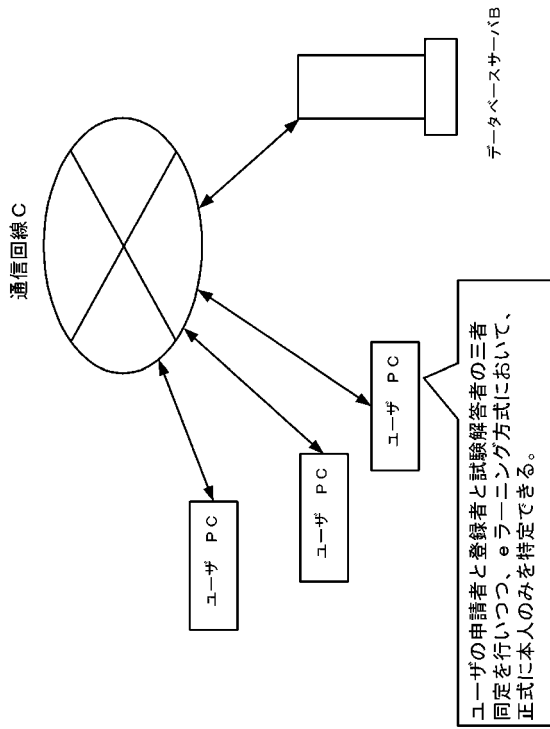 通信回線C
データベースサーバB
ユーザ PC
ユーザ PC
ユーザ PC
ユーザの申請者と登録者と試験解答者の三者
同定を行いつつ、eラーニング方式において、
正式に本人のみを特定できる。